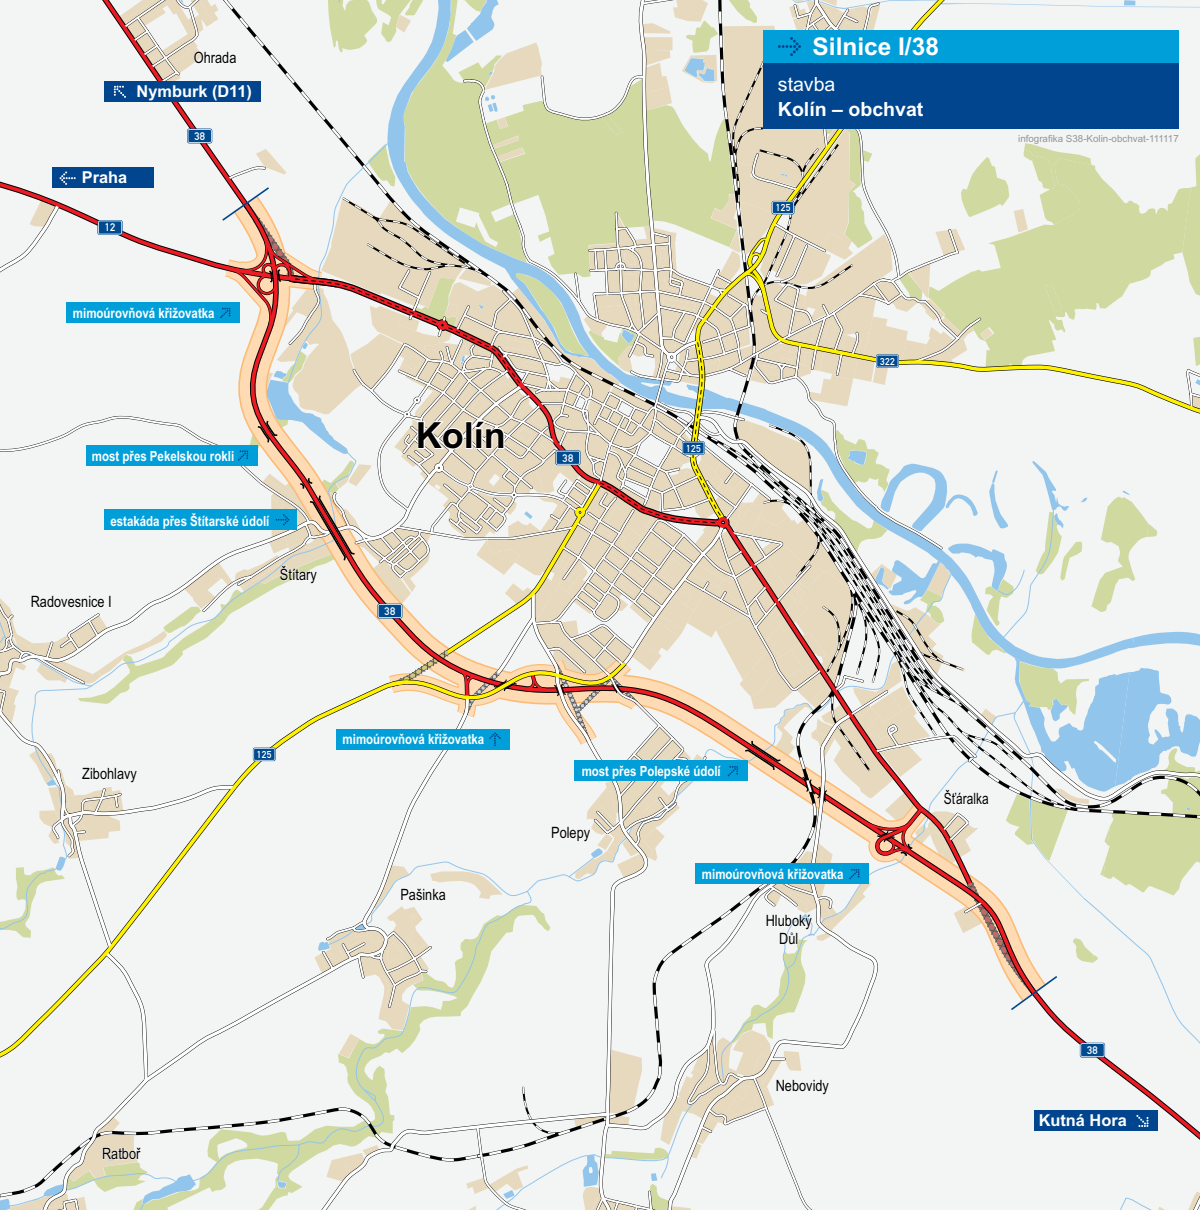 Silnice I/38
stavba
Kolín – obchvat
infografika S38-Kolin-obchvat-111117
Ohrada
Nymburk (D11)
38
Praha
12
125
mimoúrovňová křižovatka
322
Kolín
125
38
most přes Pekelskou rokli
estakáda přes Štítarské údolí
Štítary
Radovesnice I
38
mimoúrovňová křižovatka
125
most přes Polepské údolí
Zibohlavy
Šťáralka
Polepy
mimoúrovňová křižovatka
Pašinka
Hluboký
Důl
38
Nebovidy
Kutná Hora
Ratboř